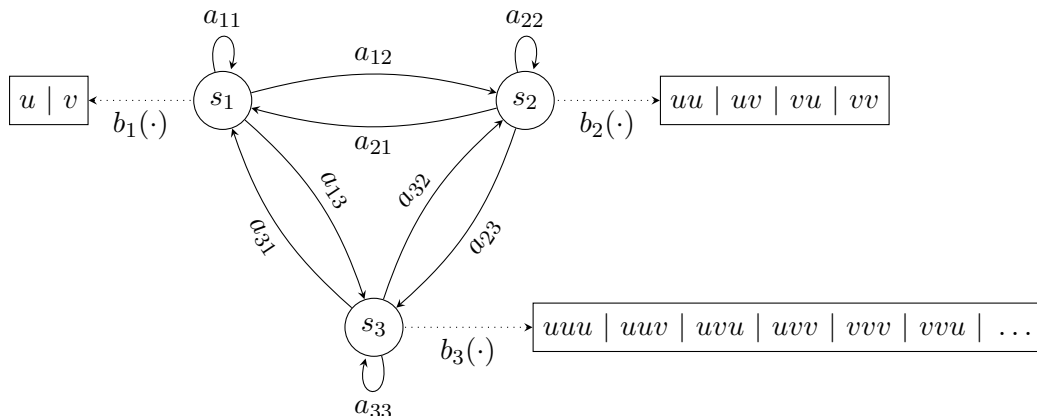 a₁₁ a₂₂
a₁₂
u | v s₁ s₂ uu | uv | vu | vv
b₁(·) b₂(·)
a₂₁
a₁₃ a₃₂
a₃₁ a₂₃
s₃ uuu | uuv | uvu | uvv | vvv | vvu | ...
b₃(·)
a₃₃